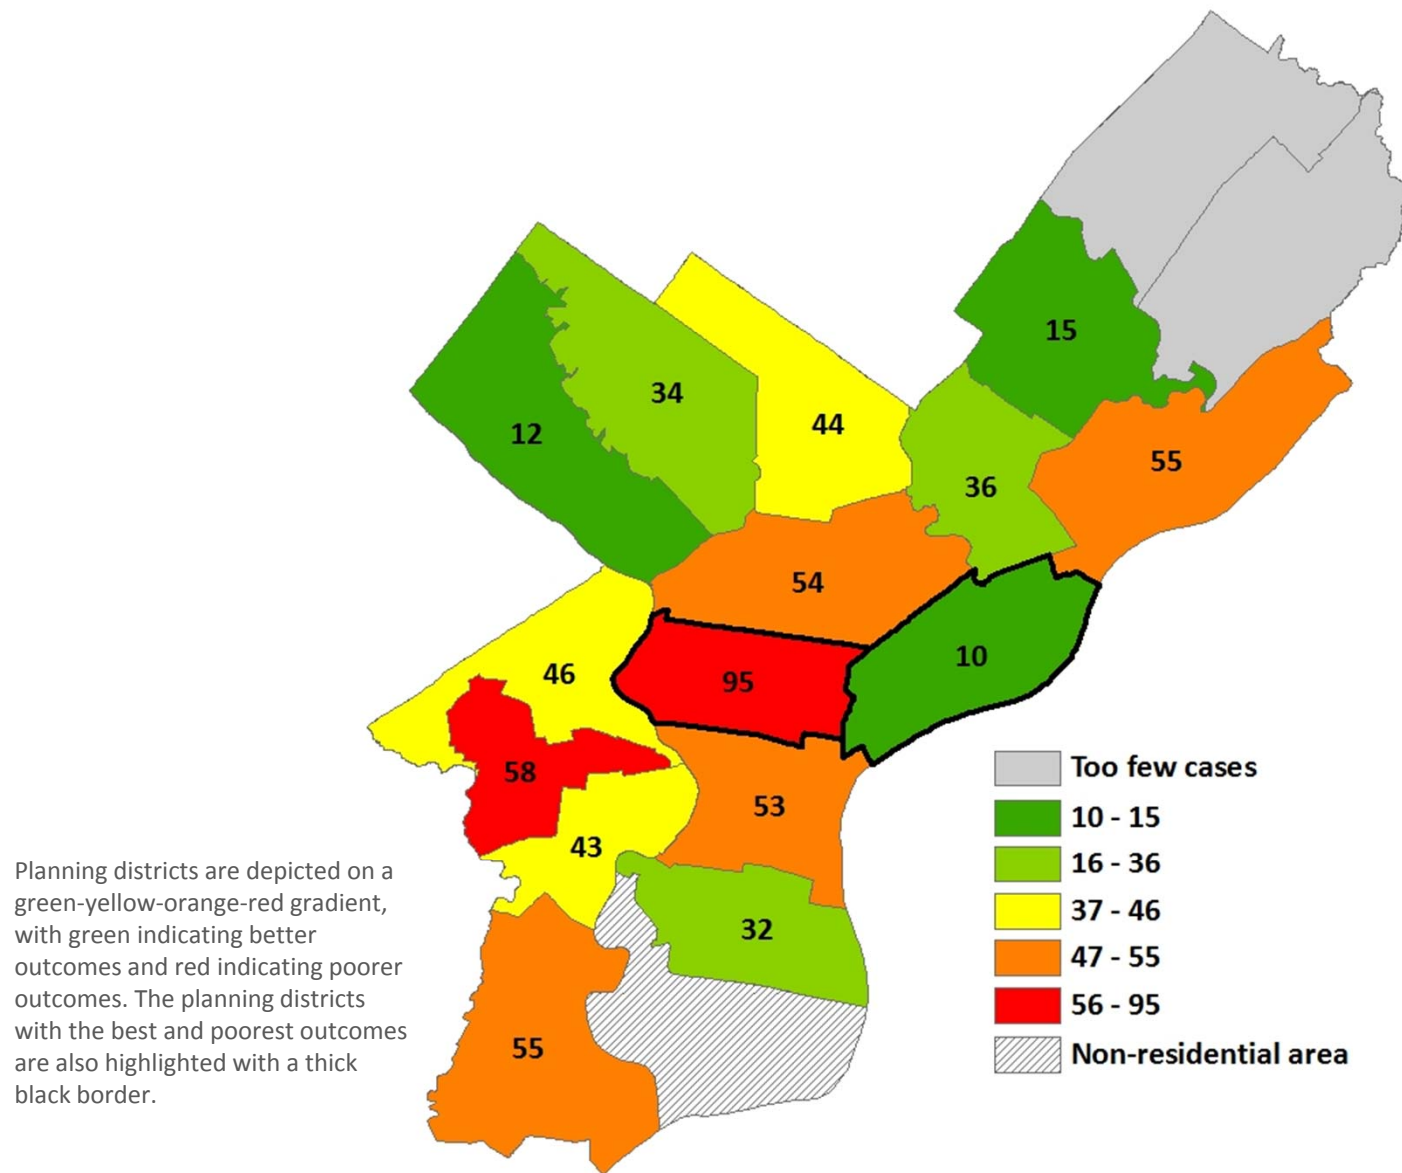 15
34
44
12
55
36
54
10
46
95
58
53
43
32
55
Too few cases
10 - 15
16 - 36
37 - 46
47 - 55
56 - 95
Non-residential area
Planning districts are depicted on a
green-yellow-orange-red gradient,
with green indicating better
outcomes and red indicating poorer
outcomes. The planning districts
with the best and poorest outcomes
are also highlighted with a thick
black border.